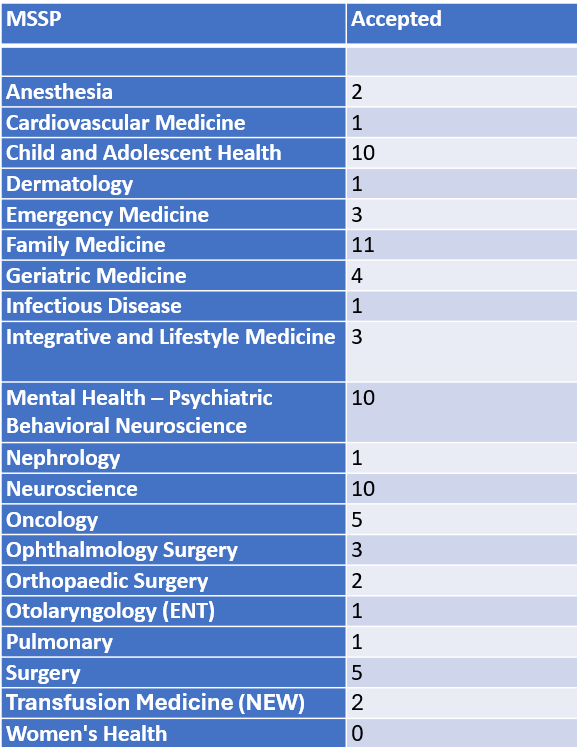 MSSP Accepted
Anesthesia 2
Cardiovascular Medicine 1
Child and Adolescent Health 10
Dermatology 1
Emergency Medicine 3
Family Medicine 11
Geriatric Medicine 4
Infectious Disease 1
Integrative and Lifestyle Medicine 3
Mental Health – Psychiatric 10
Behavioral Neuroscience
Nephrology 1
Neuroscience 10
Oncology 5
Ophthalmology Surgery 3
Orthopaedic Surgery 2
Otolaryngology (ENT) 1
Pulmonary 1
Surgery 5
Transfusion Medicine (NEW) 2
Women's Health 0